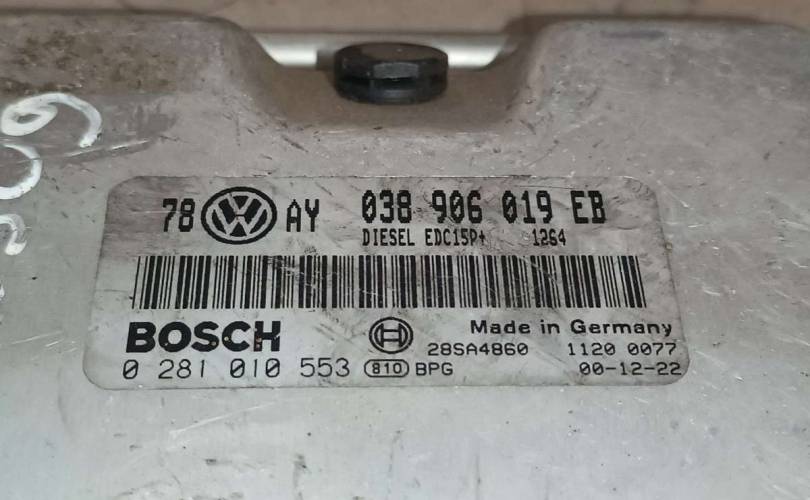 78 VW AY 038 906 019 EB
DIESEL EDC15P+ 1264
BOSCH Made in Germany
28SA4860 1120 0077
0 281 010 553 810 BPG 00-12-22